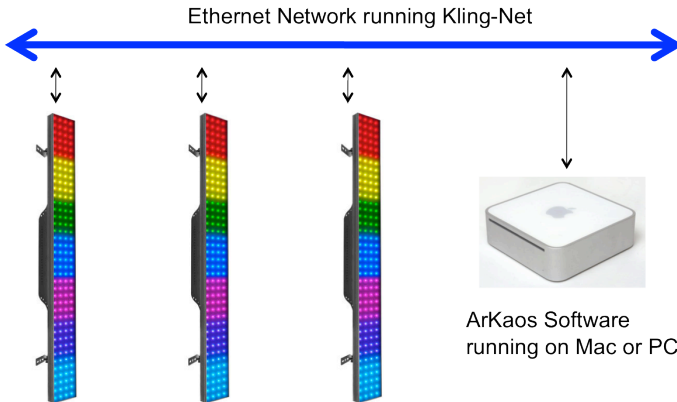 Ethernet Network running Kling-Net
ArKaos Software
running on Mac or PC